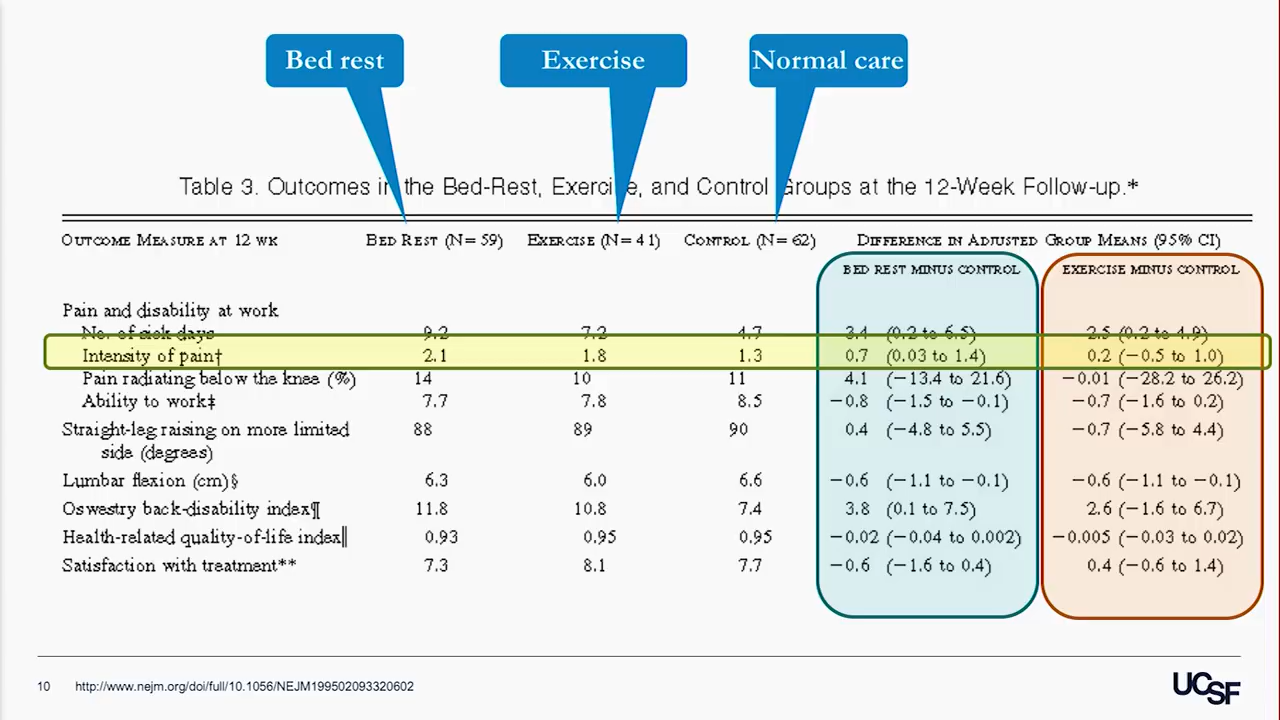 Bed rest
Exercise
Normal care
Table 3. Outcomes in the Bed-Rest, Exercise, and Control Groups at the 12-Week Follow-up.*
OUTCOME MEASURE AT 12 WK BED REST (N=59) EXERCISE (N=41) CONTROL (N=62) DIFFERENCE IN ADJUSTED GROUP MEANS (95% CI)
BED REST MINUS CONTROL EXERCISE MINUS CONTROL
Pain and disability at work
No. of sick days 9.2 7.2 4.7 3.4 (0.2 to 6.5) 2.5 (0.2 to 4.9)
Intensity of pain† 2.1 1.8 1.3 0.7 (0.03 to 1.4) 0.2 (−0.5 to 1.0)
Pain radiating below the knee (%) 14 10 11 4.1 (−13.4 to 21.6) −0.01 (−28.2 to 26.2)
Ability to work‡ 7.7 7.8 8.5 −0.8 (−1.5 to −0.1) −0.7 (−1.6 to 0.2)
Straight-leg raising on more limited 88 89 90 0.4 (−4.8 to 5.5) −0.7 (−5.8 to 4.4)
side (degrees)
Lumbar flexion (cm)§ 6.3 6.0 6.6 −0.6 (−1.1 to −0.1) −0.6 (−1.1 to −0.1)
Oswestry back-disability index¶ 11.8 10.8 7.4 3.8 (0.1 to 7.5) 2.6 (−1.6 to 6.7)
Health-related quality-of-life index‖ 0.93 0.95 0.95 −0.02 (−0.04 to 0.002) −0.005 (−0.03 to 0.02)
Satisfaction with treatment** 7.3 8.1 7.7 −0.6 (−1.6 to 0.4) 0.4 (−0.6 to 1.4)
10 http://www.nejm.org/doi/full/10.1056/NEJM199502093320602
UCSF